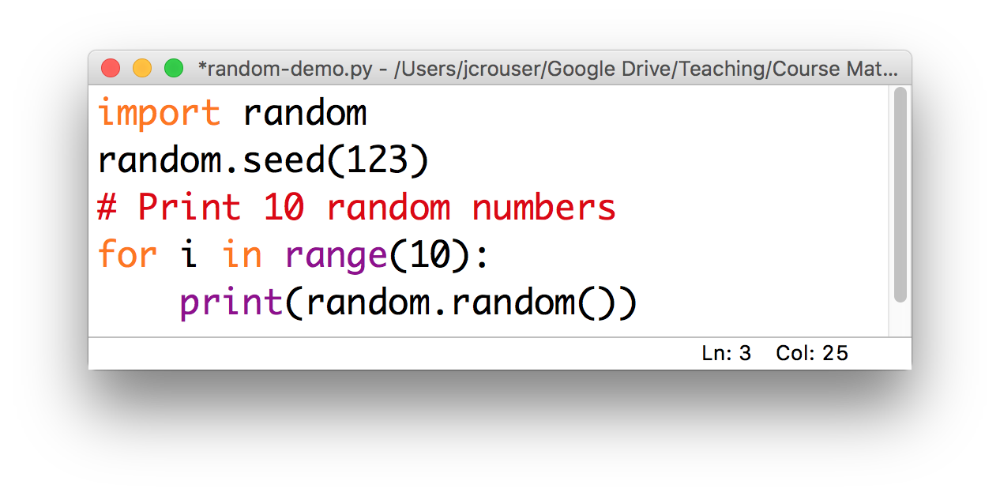 *random-demo.py - /Users/jcrouser/Google Drive/Teaching/Course Mat...
import random
random.seed(123)
# Print 10 random numbers
for i in range(10):
    print(random.random())
Ln: 3 Col: 25